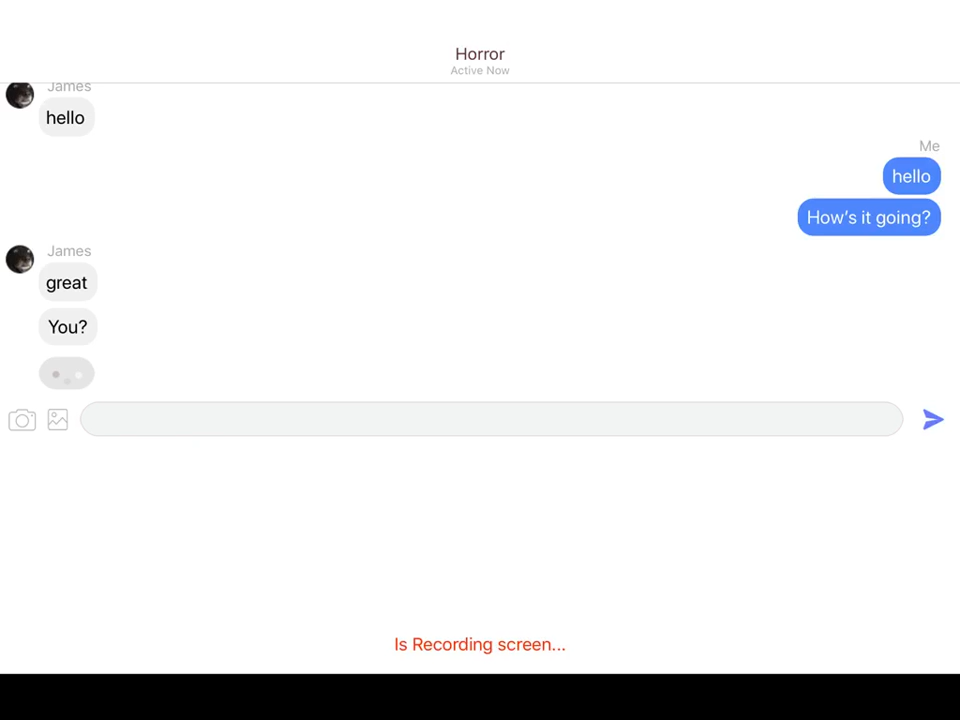 Horror
Active Now
James
hello
Me
hello
How's it going?
James
great
You?
Is Recording screen...